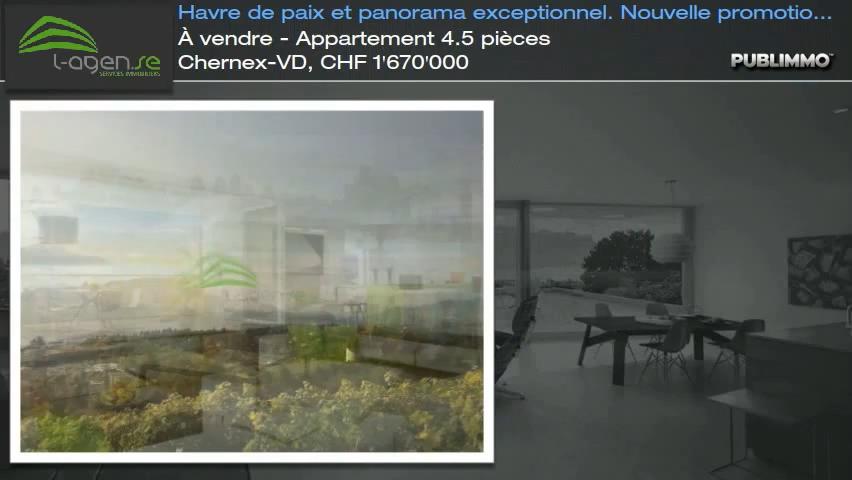 Havre de paix et panorama exceptionnel. Nouvelle promotio...
À vendre - Appartement 4.5 pièces
Chernex-VD, CHF 1'670'000
l-agen.se
SERVICES IMMOBILIERS
PUBLIMMO™